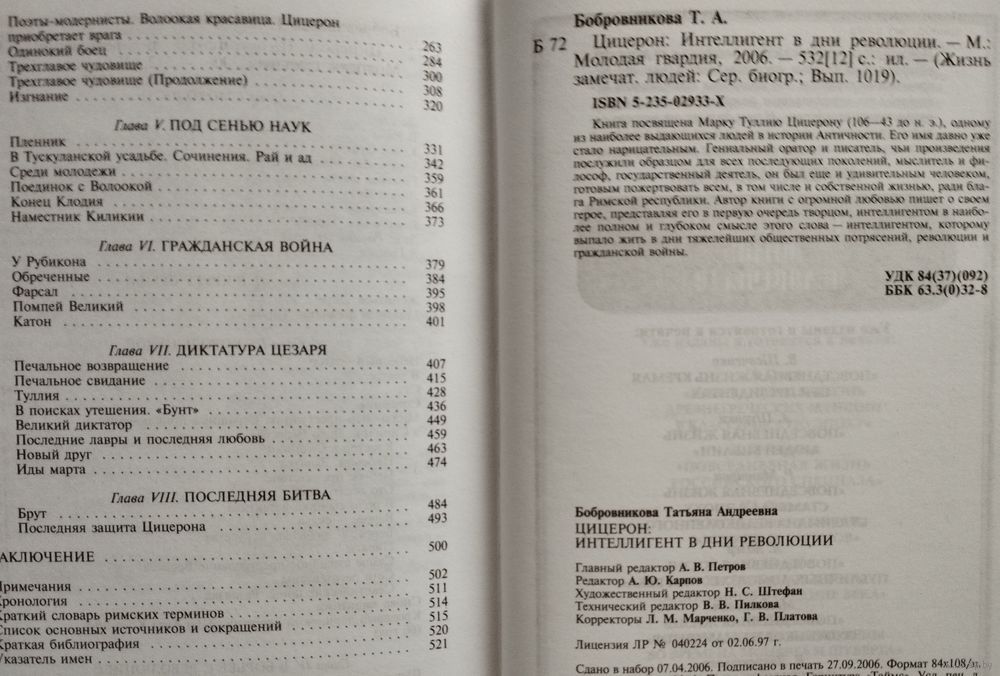 Поэты-модернисты. Волоокая красавица. Цицерон
приобретает врага 263
Одинокий боец 284
Трехглавое чудовище 300
Трехглавое чудовище (Продолжение) 308
Изгнание 320
Глава V. ПОД СЕНЬЮ НАУК
Пленник 331
В Тускуланской усадьбе. Сочинения. Рай и ад 342
Среди молодежи 359
Поединок с Волоокой 361
Конец Клодия 366
Наместник Киликии 373
Глава VI. ГРАЖДАНСКАЯ ВОЙНА
У Рубикона 379
Обреченные 384
Фарсал 395
Помпей Великий 398
Катон 401
Глава VII. ДИКТАТУРА ЦЕЗАРЯ
Печальное возвращение 407
Печальное свидание 415
Туллия 428
В поисках утешения. «Бунт» 436
Великий диктатор 449
Последние лавры и последняя любовь 459
Новый друг 463
Иды марта 474
Глава VIII. ПОСЛЕДНЯЯ БИТВА
Брут 484
Последняя защита Цицерона 493
АКЛЮЧЕНИЕ 500
Примечания 502
Хронология 511
Краткий словарь римских терминов 514
Список основных источников и сокращений 515
Краткая библиография 520
Указатель имен 521
Бобровникова Т. А.
Б 72 Цицерон: Интеллигент в дни революции. — М.:
Молодая гвардия, 2006. — 532[12] с.: ил. — (Жизнь
замечат. людей: Сер. биогр.; Вып. 1019).
ISBN 5-235-02933-X
Книга посвящена Марку Туллию Цицерону (106—43 до н. э.), одному
из наиболее выдающихся людей в истории Античности. Его имя давно уже
стало нарицательным. Гениальный оратор и писатель, чьи произведения
послужили образцом для всех последующих поколений, мыслитель и фи-
лософ, государственный деятель, он был еще и удивительным человеком,
готовым пожертвовать всем, в том числе и собственной жизнью, ради бла-
га Римской республики. Автор книги с огромной любовью пишет о своем
герое, представляя его в первую очередь творцом, интеллигентом в наибо-
лее полном и глубоком смысле этого слова — интеллигентом, которому
выпало жить в дни тяжелейших общественных потрясений, революции и
гражданской войны.
УДК 84(37)(092)
ББК 63.3(0)32-8
Бобровникова Татьяна Андреевна
ЦИЦЕРОН:
ИНТЕЛЛИГЕНТ В ДНИ РЕВОЛЮЦИИ
Главный редактор А. В. Петров
Редактор А. Ю. Карпов
Художественный редактор Н. С. Штефан
Технический редактор В. В. Пилкова
Корректоры Л. М. Марченко, Г. В. Платова
Лицензия ЛР № 040224 от 02.06.97 г.
Сдано в набор 07.04.2006. Подписано в печать 27.09.2006. Формат 84x108/